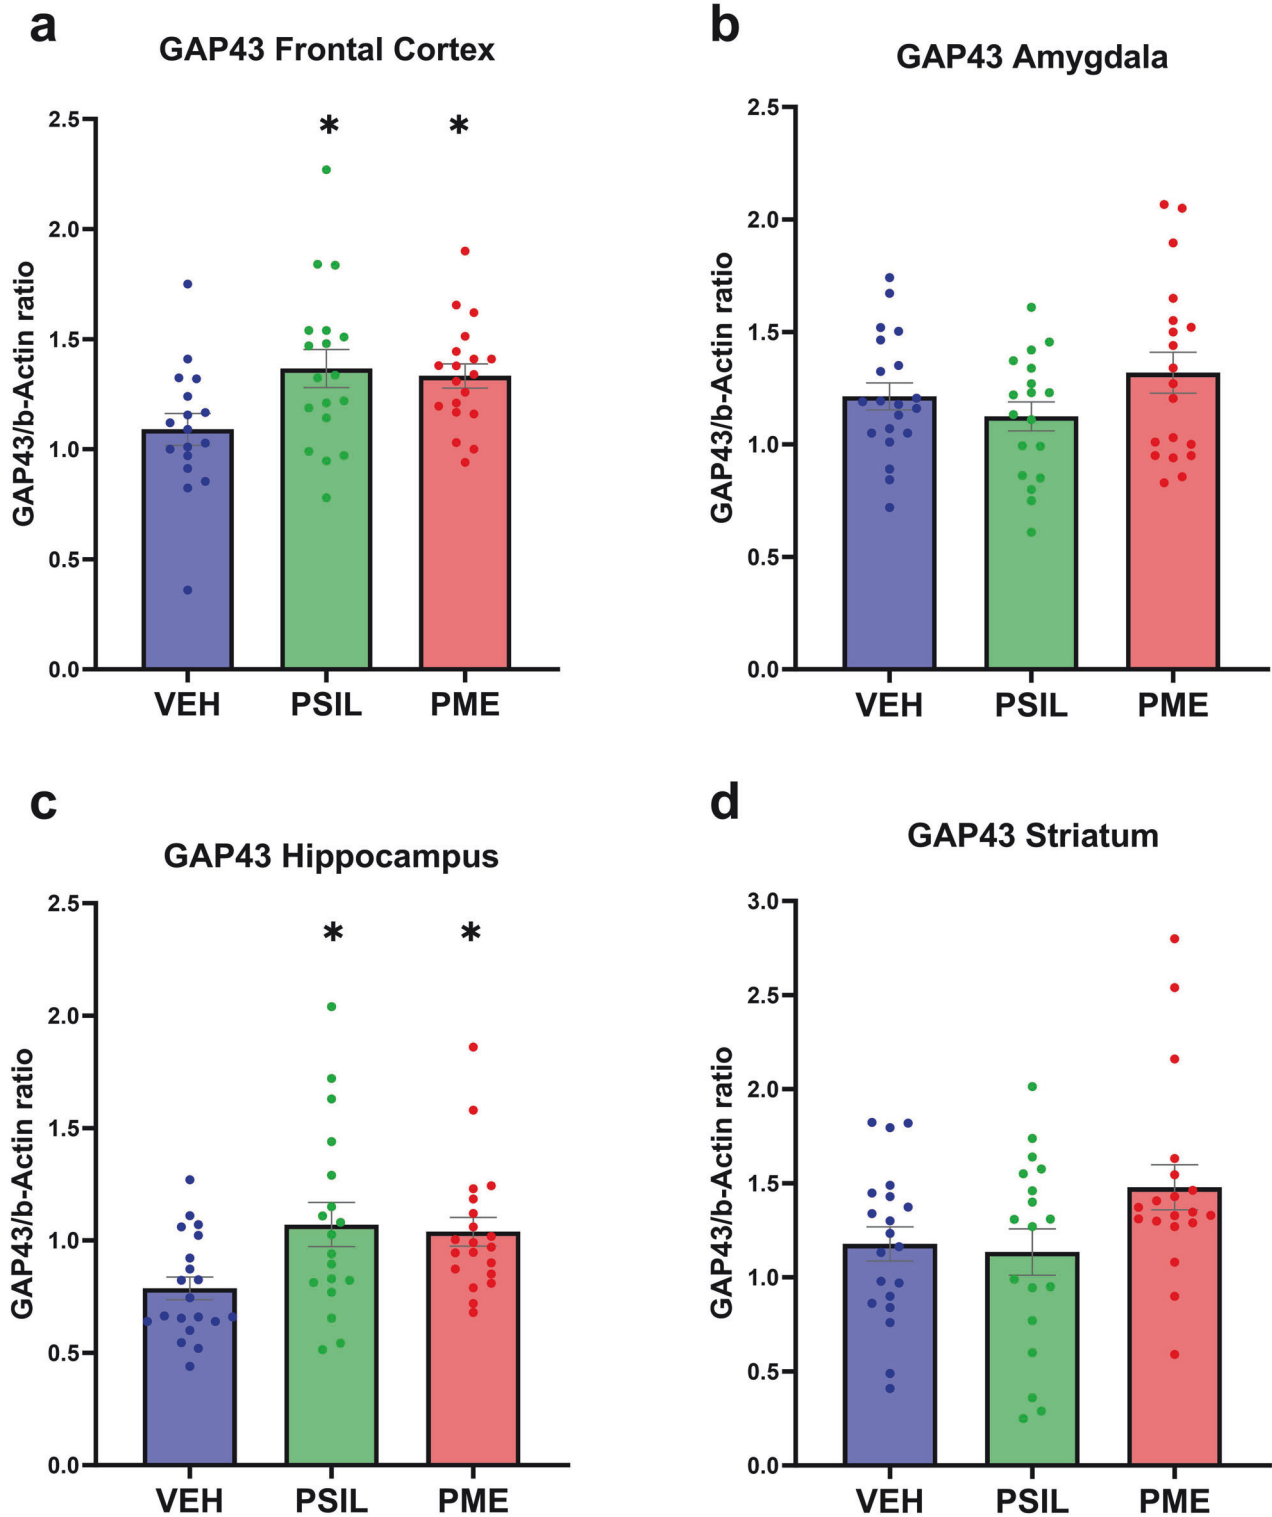 a
GAP43 Frontal Cortex
GAP43/b-Actin ratio
2.5
2.0
1.5
1.0
0.5
0.0
* *
VEH PSIL PME
b
GAP43 Amygdala
GAP43/b-Actin ratio
2.5
2.0
1.5
1.0
0.5
0.0
VEH PSIL PME
c
GAP43 Hippocampus
GAP43/b-Actin ratio
2.5
2.0
1.5
1.0
0.5
0.0
* *
VEH PSIL PME
d
GAP43 Striatum
GAP43/b-Actin ratio
3.0
2.5
2.0
1.5
1.0
0.5
0.0
VEH PSIL PME